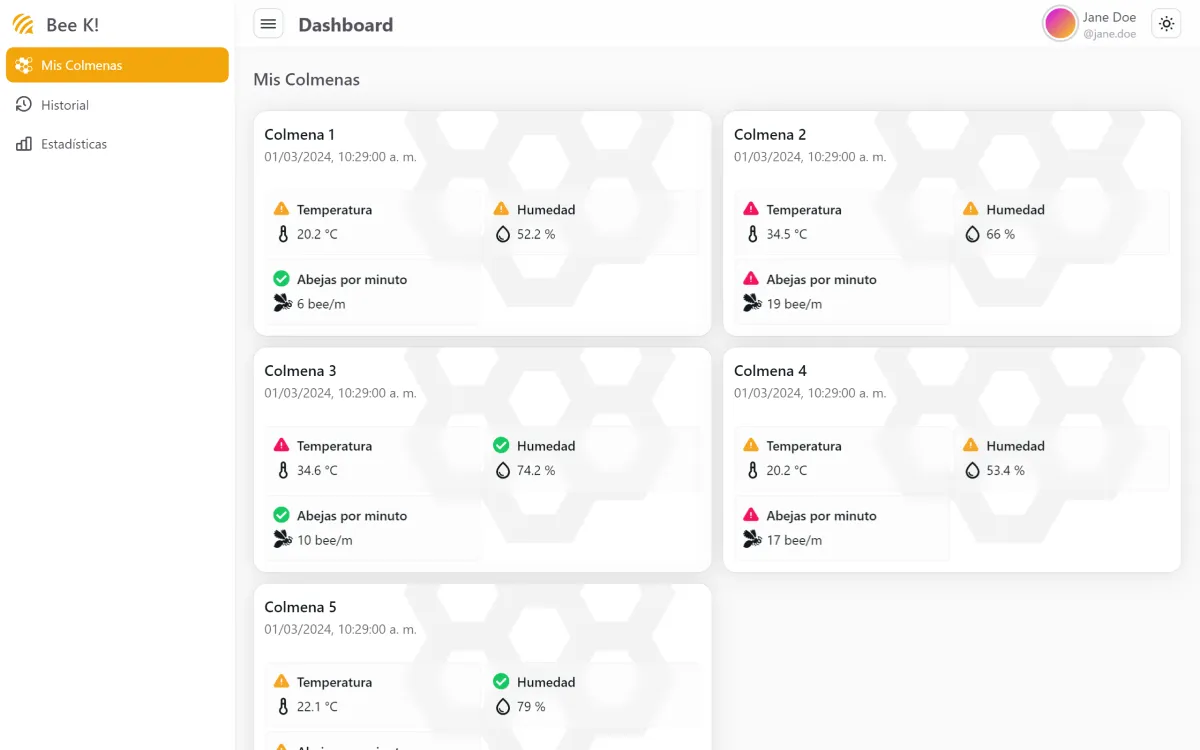 Bee K!
Dashboard
Jane Doe
@jane.doe
Mis Colmenas
Historial
Estadísticas
Mis Colmenas
Colmena 1
01/03/2024, 10:29:00 a. m.
Temperatura
20.2 °C
Humedad
52.2 %
Abejas por minuto
6 bee/m
Colmena 2
01/03/2024, 10:29:00 a. m.
Temperatura
34.5 °C
Humedad
66 %
Abejas por minuto
19 bee/m
Colmena 3
01/03/2024, 10:29:00 a. m.
Temperatura
34.6 °C
Humedad
74.2 %
Abejas por minuto
10 bee/m
Colmena 4
01/03/2024, 10:29:00 a. m.
Temperatura
20.2 °C
Humedad
53.4 %
Abejas por minuto
17 bee/m
Colmena 5
01/03/2024, 10:29:00 a. m.
Temperatura
22.1 °C
Humedad
79 %